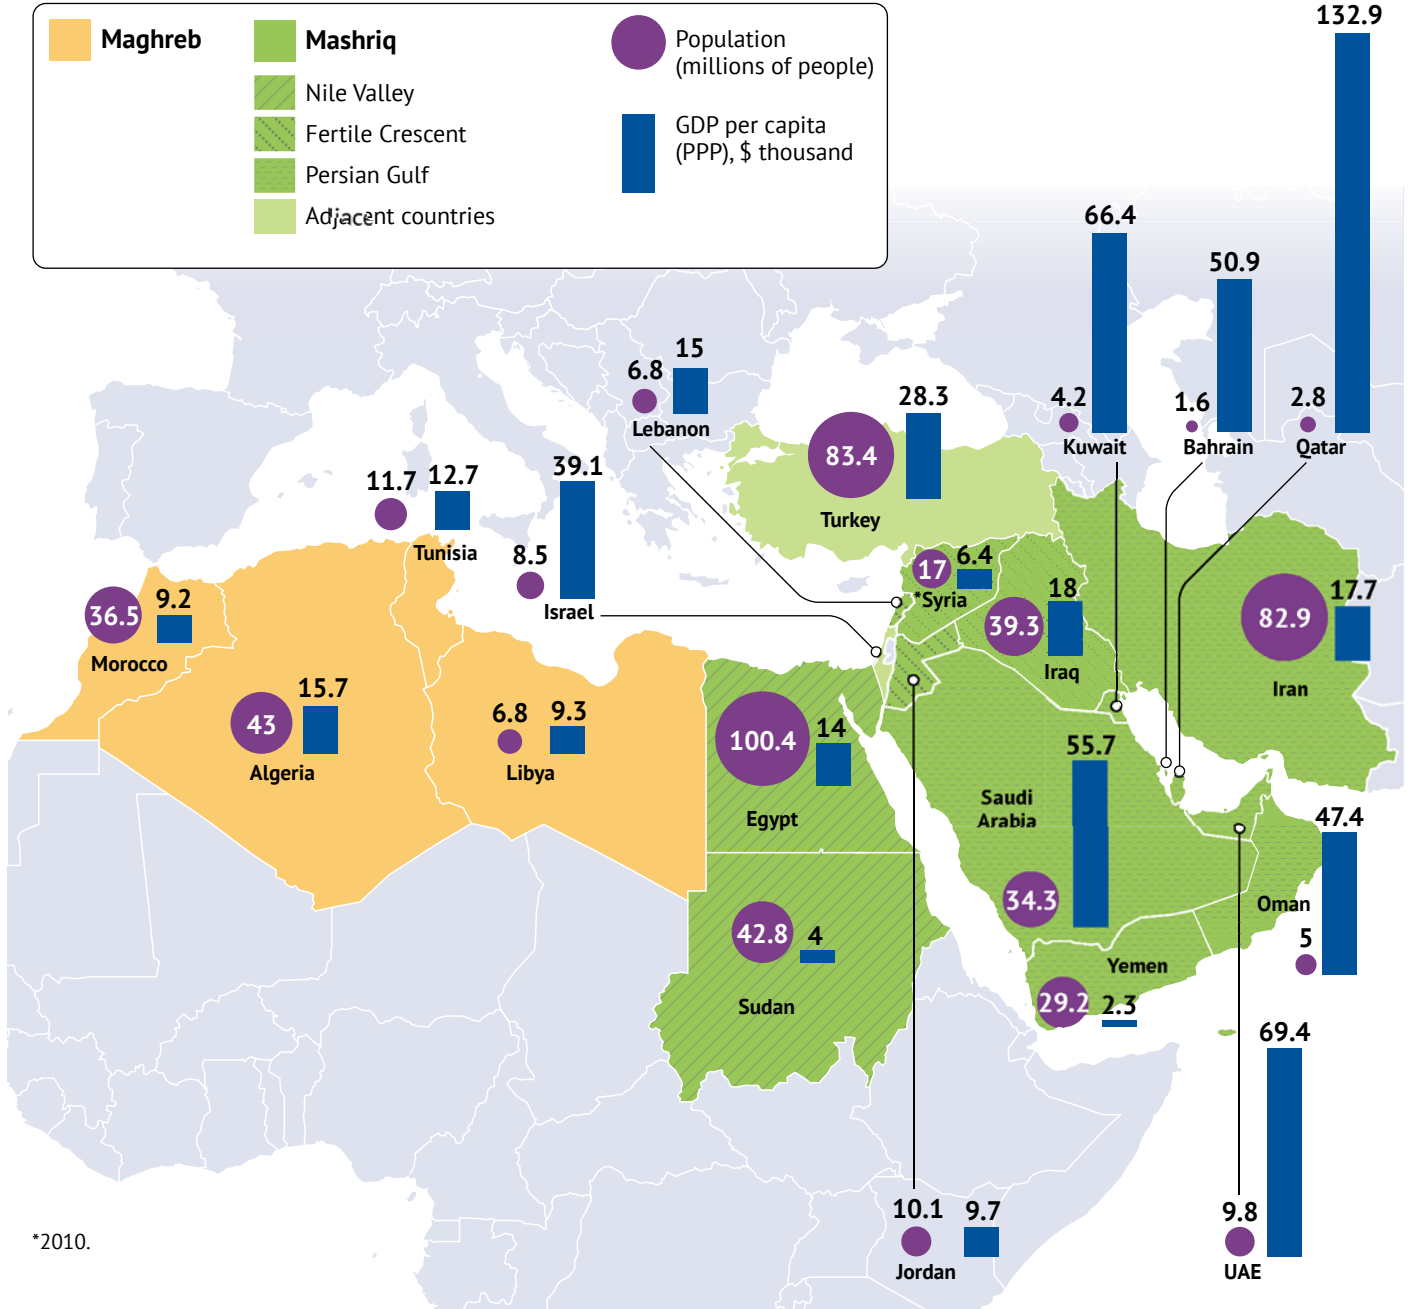 Maghreb
Mashriq
Nile Valley
Fertile Crescent
Persian Gulf
Adjacent countries
Population
(millions of people)
GDP per capita
(PPP), $ thousand
132.9
66.4
50.9
4.2
1.6
2.8
Kuwait
Bahrain
Qatar
6.8
15
Lebanon
28.3
83.4
Turkey
11.7
12.7
Tunisia
39.1
8.5
Israel
17
6.4
*Syria
39.3
18
Iraq
82.9
17.7
Iran
36.5
9.2
Morocco
43
15.7
Algeria
6.8
9.3
Libya
100.4
14
Egypt
55.7
Saudi
Arabia
34.3
47.4
Oman
5
42.8
4
Sudan
Yemen
29.2
2.3
69.4
9.8
UAE
10.1
9.7
Jordan
*2010.